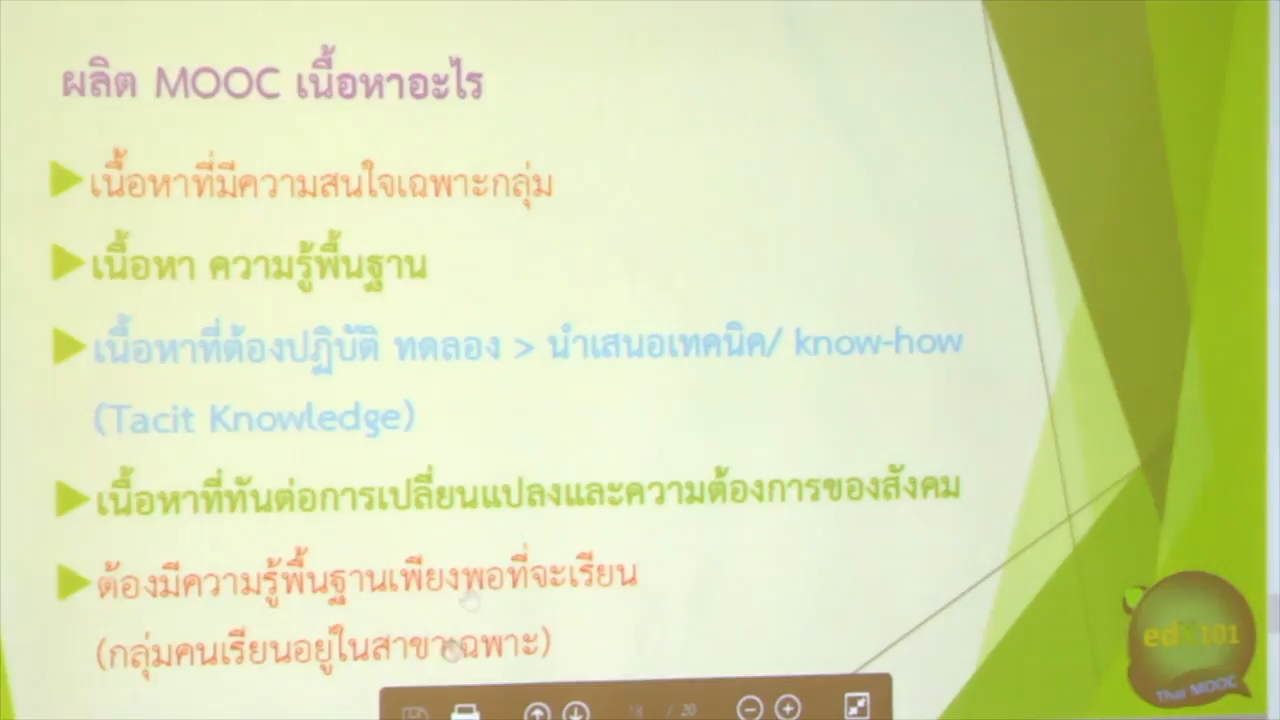 ผลิต MOOC เนื้อหาอะไร
เนื้อหาที่มีความสนใจเฉพาะกลุ่ม
เนื้อหา ความรู้พื้นฐาน
เนื้อหาที่ต้องปฏิบัติ ทดลอง > นำเสนอเทคนิค/ know-how
(Tacit Knowledge)
เนื้อหาที่ทันต่อการเปลี่ยนแปลงและความต้องการของสังคม
ต้องมีความรู้พื้นฐานเพียงพอที่จะเรียน
(กลุ่มคนเรียนอยู่ในสาขาเฉพาะ)
edX101
Thai MOOC
18 / 20